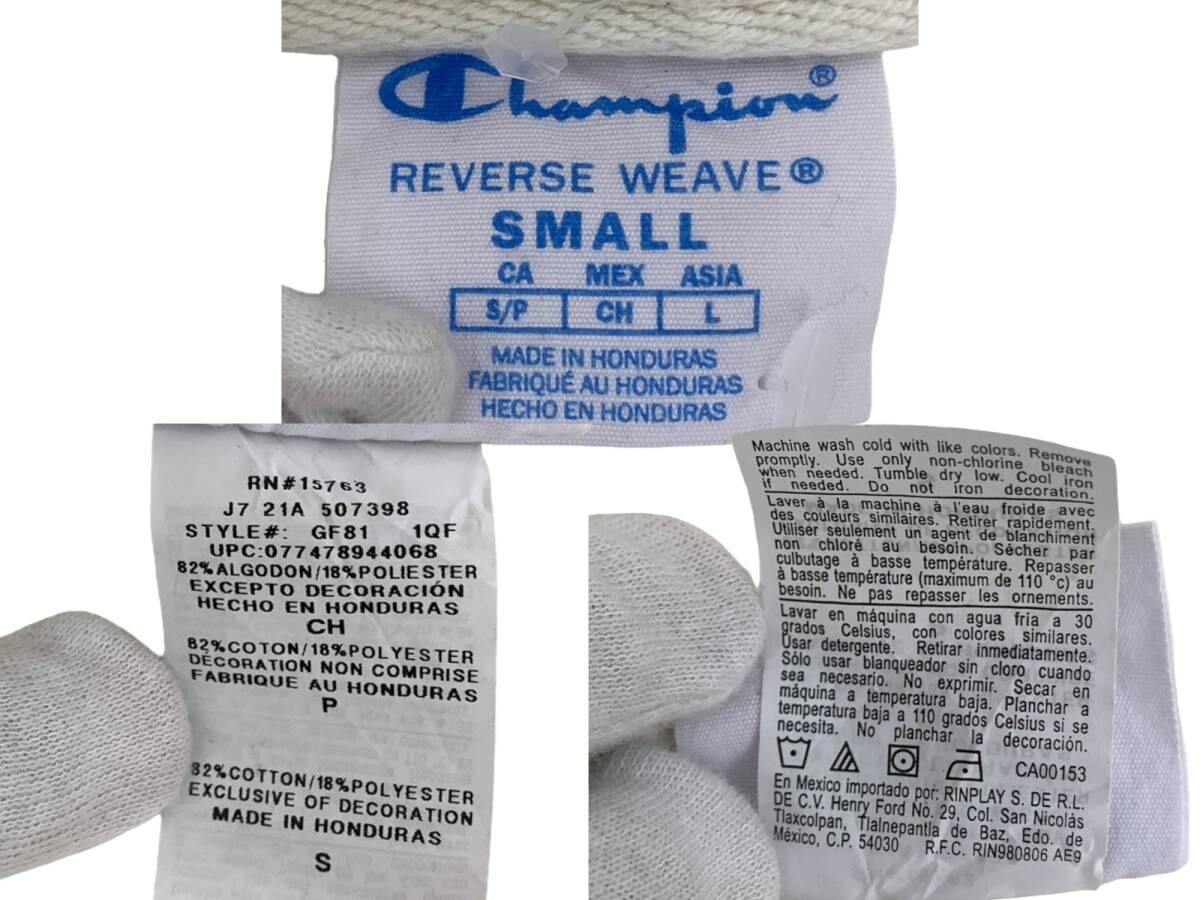 Champion®
REVERSE WEAVE®
SMALL
CA MEX ASIA
S/P CH L
MADE IN HONDURAS
FABRIQUÉ AU HONDURAS
HECHO EN HONDURAS
RN#15763
J7 21A 507398
STYLE#: GF81 1QF
UPC:077478944068
82%ALGODON/18%POLIESTER
EXCEPTO DECORACIÓN
HECHO EN HONDURAS
CH
82%COTON/18%POLYESTER
DÉCORATION NON COMPRISE
FABRIQUE AU HONDURAS
P
82%COTTON/18%POLYESTER
EXCLUSIVE OF DECORATION
MADE IN HONDURAS
S
Machine wash cold with like colors. Remove
promptly. Use only non-chlorine bleach
when needed. Tumble dry low. Cool iron
if needed. Do not iron decoration.
Laver à la machine à l'eau froide avec
des couleurs similaires. Retirer rapidement.
Utiliser seulement un agent de blanchiment
non chloré au besoin. Sécher par
culbutage à basse température. Repasser
à basse température (maximum de 110 °c) au
besoin. Ne pas repasser les ornements.
Lavar en máquina con agua fría a 30
grados Celsius, con colores similares.
Usar detergente. Retirar inmediatamente.
Sólo usar blanqueador sin cloro cuando
sea necesario. No exprimir. Secar en
máquina a temperatura baja. Planchar a
temperatura baja a 110 grados Celsius si se
necesita. No planchar la decoración.
CA00153
En Mexico importado por: RINPLAY S. DE R.L.
DE C.V. Henry Ford No. 29, Col. San Nicolás
Tlaxcolpan, Tlalnepantla de Baz, Edo. de
México, C.P. 54030 R.F.C. RIN980806 AE9